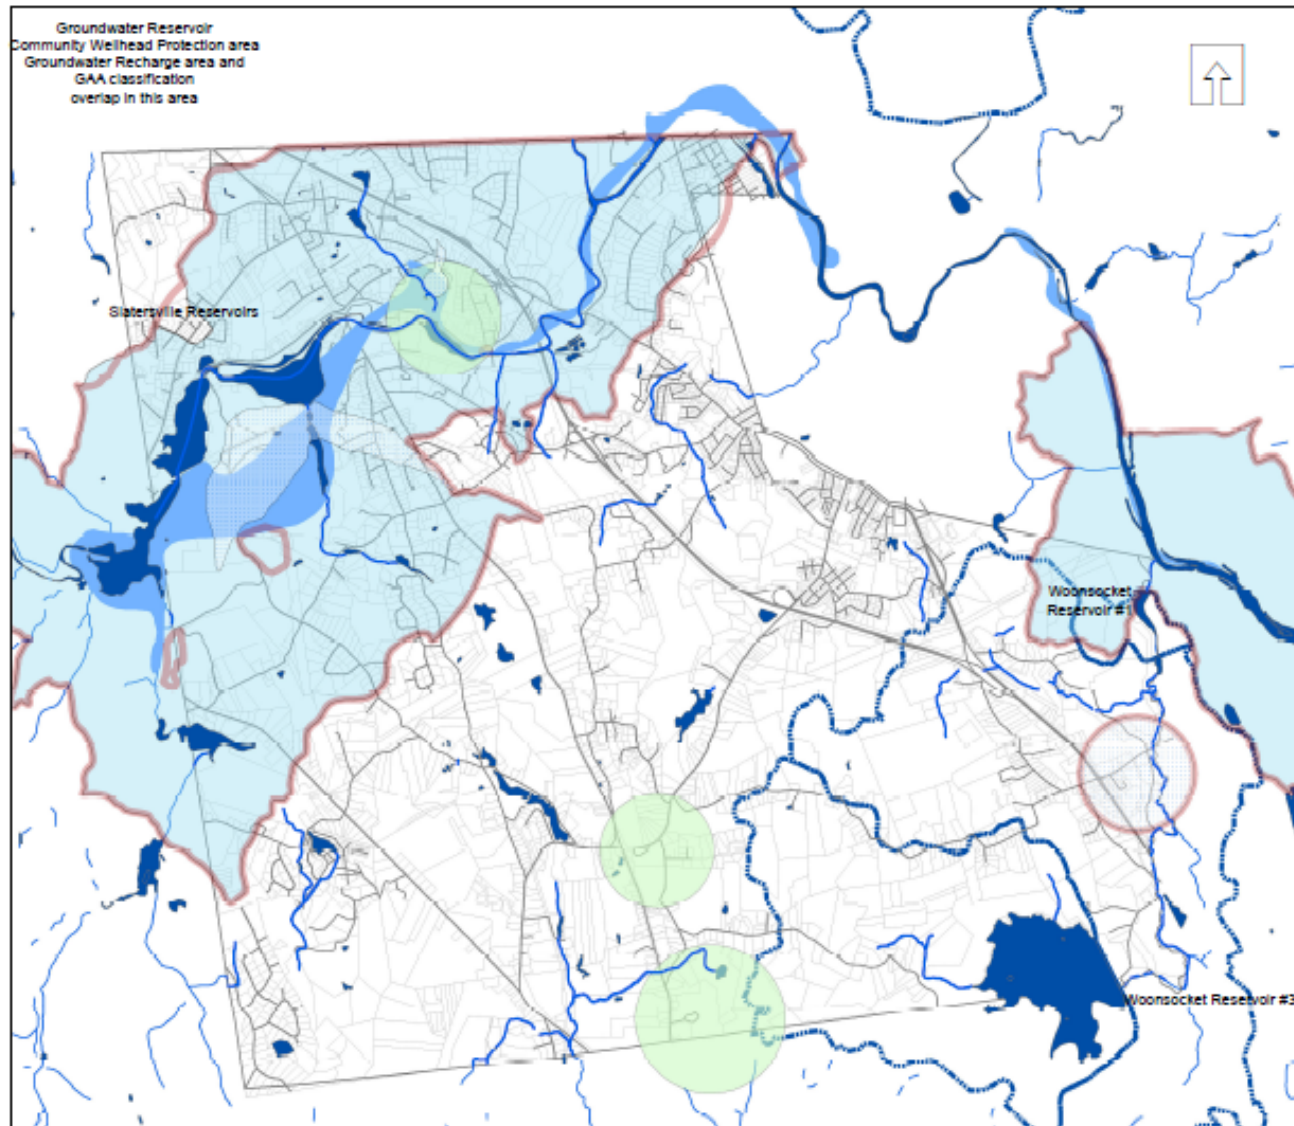 Groundwater Reservoir
Community Wellhead Protection area
Groundwater Recharge area and
GAA classification
overlap in this area
Slatersville Reservoirs
Woonsocket
Reservoir #1
Woonsocket Reservoir #3